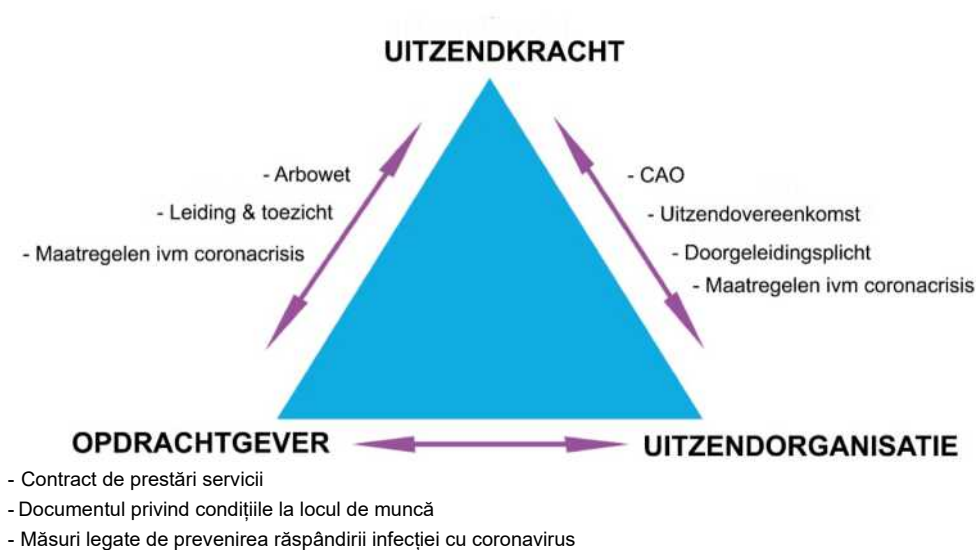 UITZENDKRACHT
- Arbowet
- Leiding & toezicht
- Maatregelen ivm coronacrisis
- CAO
- Uitzendovereenkomst
- Doorgeleidingsplicht
- Maatregelen ivm coronacrisis
OPDRACHTGEVER
UITZENDORGANISATIE
- Contract de prestări servicii
- Documentul privind condițiile la locul de muncă
- Măsuri legate de prevenirea răspândirii infecției cu coronavirus